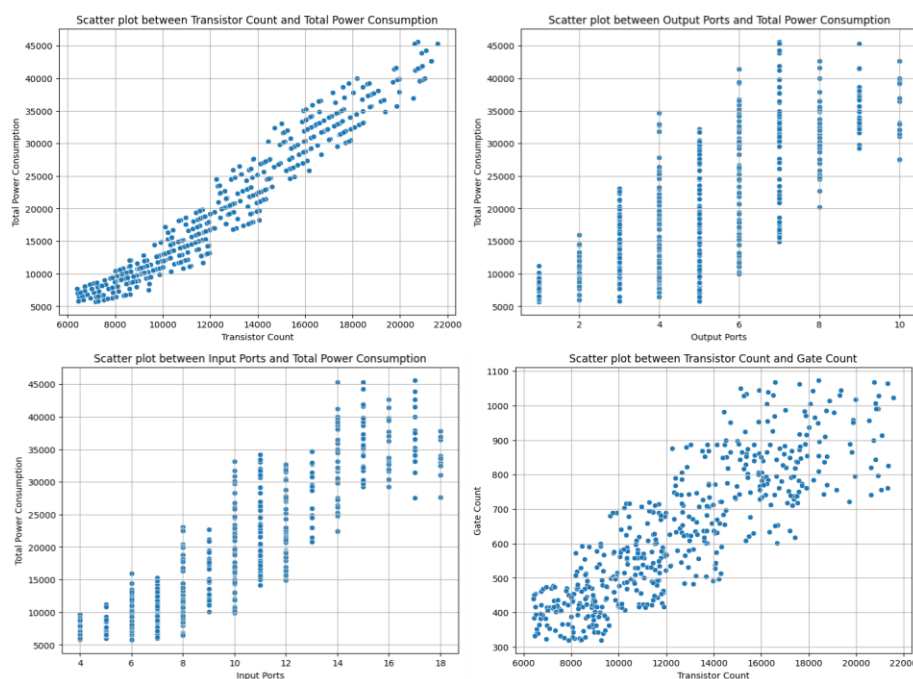 Scatter plot between Transistor Count and Total Power Consumption
Total Power Consumption
45000
40000
35000
30000
25000
20000
15000
10000
5000
6000 8000 10000 12000 14000 16000 18000 20000 22000
Transistor Count
Scatter plot between Output Ports and Total Power Consumption
Total Power Consumption
45000
40000
35000
30000
25000
20000
15000
10000
5000
2 4 6 8 10
Output Ports
Scatter plot between Input Ports and Total Power Consumption
Total Power Consumption
45000
40000
35000
30000
25000
20000
15000
10000
5000
4 6 8 10 12 14 16 18
Input Ports
Scatter plot between Transistor Count and Gate Count
Gate Count
1100
1000
900
800
700
600
500
400
300
6000 8000 10000 12000 14000 16000 18000 20000 22000
Transistor Count